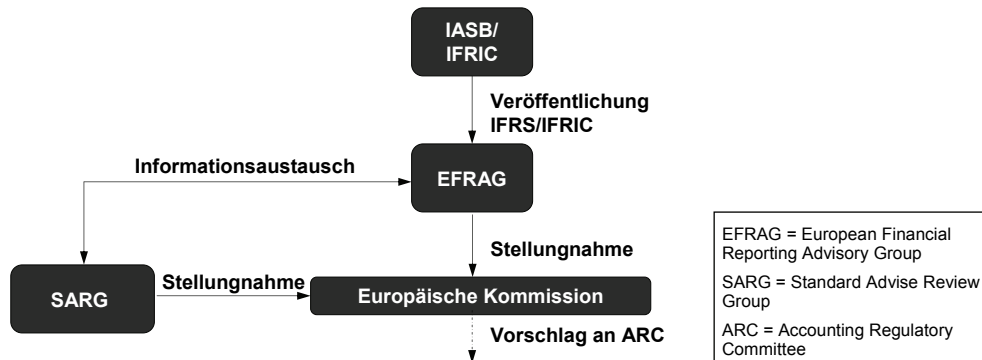 IASB/
IFRIC
Veröffentlichung
IFRS/IFRIC
Informationsaustausch
EFRAG
Stellungnahme
SARG
Stellungnahme
Europäische Kommission
Vorschlag an ARC
EFRAG = European Financial
Reporting Advisory Group
SARG = Standard Advise Review
Group
ARC = Accounting Regulatory
Committee